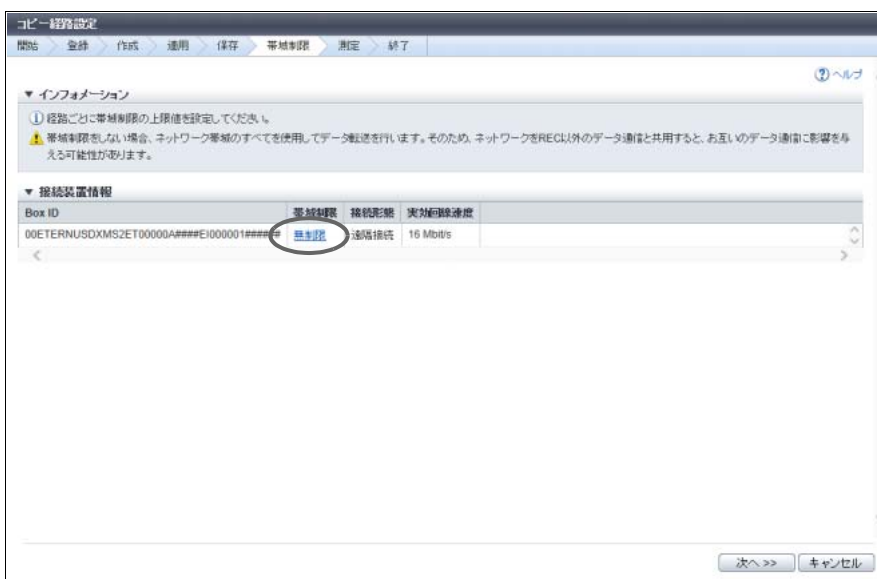 コピー経路設定
開始 登録 作成 適用 保存 帯域制限 測定 終了
ヘルプ
インフォメーション
経路ごとに帯域制限の上限値を設定してください。
帯域制限をしない場合、ネットワーク帯域のすべてを使用してデータ転送を行います。そのため、ネットワークをREC以外のデータ通信と共用すると、お互いのデータ通信に影響を与
える可能性があります。
接続装置情報
Box ID 帯域制限 接続形態 実効回線速度
00ETERNUSDXMS2ET00000A####EI000001###### 無制限 遠隔接続 16 Mbit/s
次へ >> キャンセル